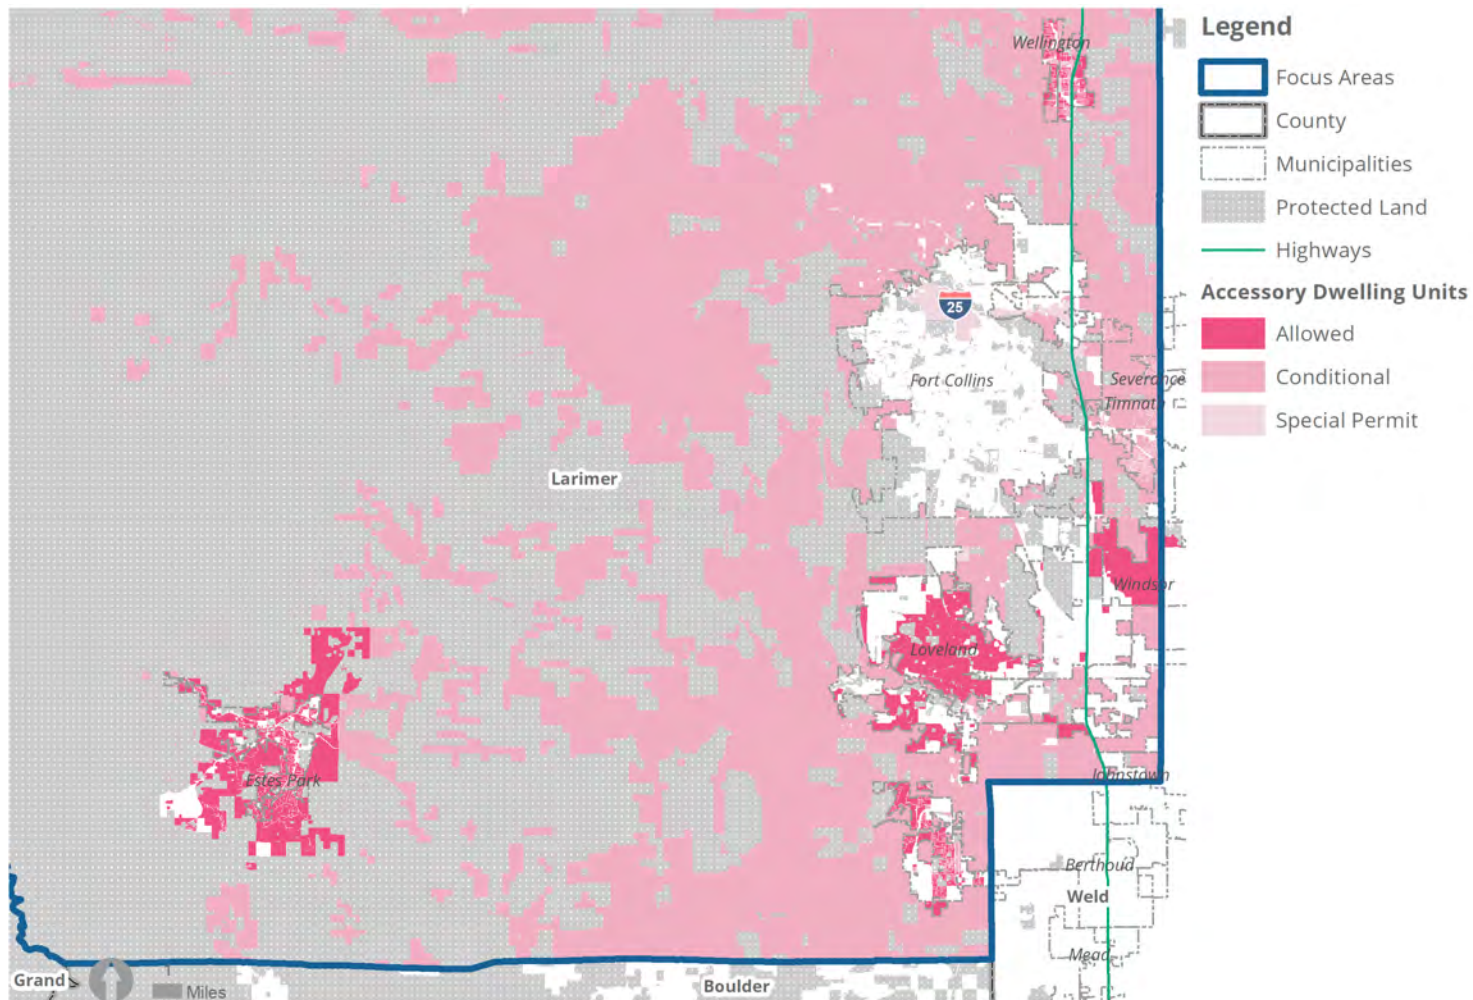 Legend
Wellington
Focus Areas
County
Municipalities
Protected Land
Highways
Accessory Dwelling Units
25
Allowed
Fort Collins
Severance
Conditional
Timnath
Special Permit
Larimer
Windsor
Loveland
Estes Park
Johnstown
Berthoud
Weld
Mead
Grand
Miles
Boulder